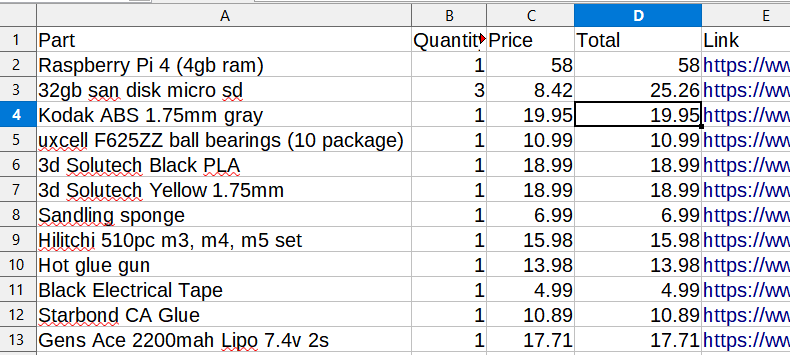 A B C D E
1 Part Quantity Price Total Link
2 Raspberry Pi 4 (4gb ram) 1 58 58 https://ww
3 32gb san disk micro sd 3 8.42 25.26 https://ww
4 Kodak ABS 1.75mm gray 1 19.95 19.95 https://ww
5 uxcell F625ZZ ball bearings (10 package) 1 10.99 10.99 https://ww
6 3d Solutech Black PLA 1 18.99 18.99 https://ww
7 3d Solutech Yellow 1.75mm 1 18.99 18.99 https://ww
8 Sandling sponge 1 6.99 6.99 https://ww
9 Hilitchi 510pc m3, m4, m5 set 1 15.98 15.98 https://ww
10 Hot glue gun 1 13.98 13.98 https://ww
11 Black Electrical Tape 1 4.99 4.99 https://ww
12 Starbond CA Glue 1 10.89 10.89 https://ww
13 Gens Ace 2200mah Lipo 7.4v 2s 1 17.71 17.71 https://ww